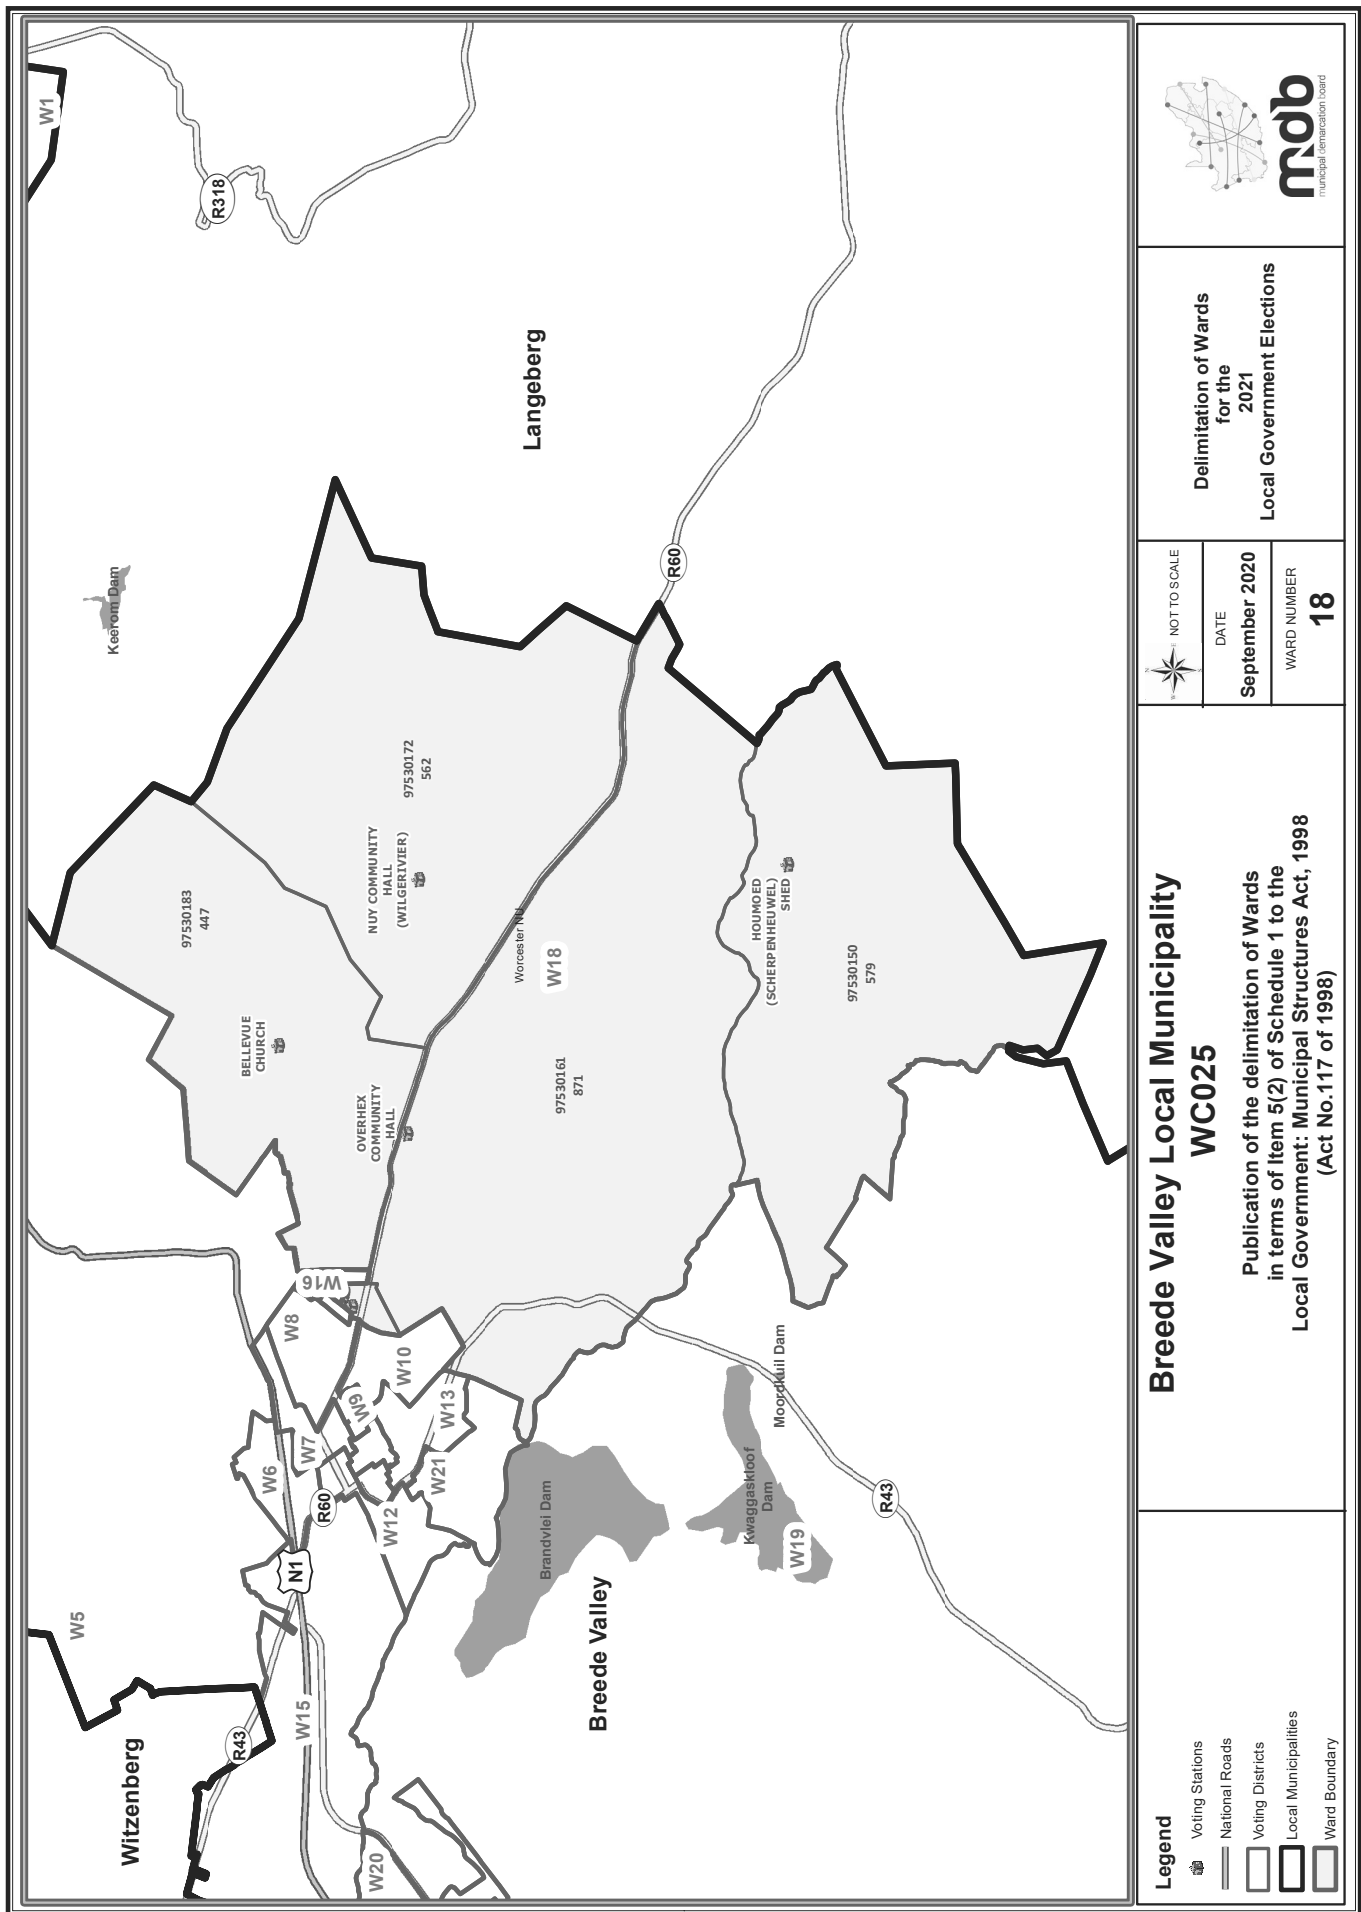 W1
R318
Langeberg
Keerom Dam
R60
97530172
562
97530183
447
NUY COMMUNITY
HALL
(WILGERIVIER)
Worcester NU
W18
HOUMOED
(SCHERPENHEUWEL)
SHED
97530150
579
BELLEVUE
CHURCH
OVERHEX
COMMUNITY
HALL
97530161
871
W16
W8
W10
W9
W13
W7
W6
W21
R60
W12
N1
Moordkuil Dam
Kwaggaskloof
Dam
Brandvlei Dam
W19
R43
Breede Valley
W5
W15
R43
Witzenberg
W20
Legend
Voting Stations
National Roads
Voting Districts
Local Municipalities
Ward Boundary
Breede Valley Local Municipality
WC025
Publication of the delimitation of Wards
in terms of Item 5(2) of Schedule 1 to the
Local Government: Municipal Structures Act, 1998
(Act No.117 of 1998)
N
E
S
W
NOT TO SCALE
DATE
September 2020
WARD NUMBER
18
Delimitation of Wards
for the
2021
Local Government Elections
mdb
municipal demarcation board